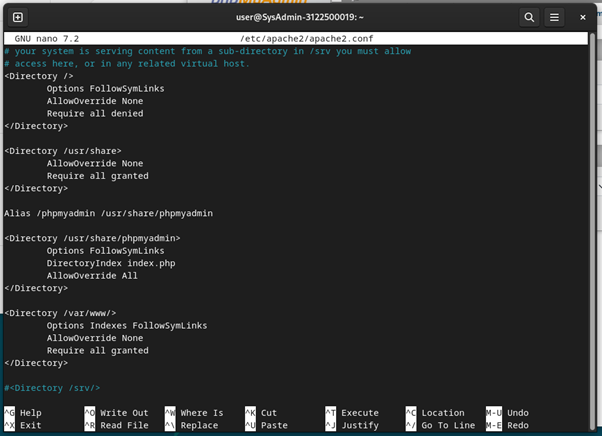 user@SysAdmin-3122500019: ~
GNU nano 7.2 /etc/apache2/apache2.conf
# your system is serving content from a sub-directory in /srv you must allow
# access here, or in any related virtual host.
<Directory />
Options FollowSymLinks
AllowOverride None
Require all denied
</Directory>
<Directory /usr/share>
AllowOverride None
Require all granted
</Directory>
Alias /phpmyadmin /usr/share/phpmyadmin
<Directory /usr/share/phpmyadmin>
Options FollowSymLinks
DirectoryIndex index.php
AllowOverride All
</Directory>
<Directory /var/www/>
Options Indexes FollowSymLinks
AllowOverride None
Require all granted
</Directory>
#<Directory /srv/>
^G Help ^O Write Out ^W Where Is ^K Cut ^T Execute ^C Location M-U Undo
^X Exit ^R Read File ^\ Replace ^U Paste ^J Justify ^/ Go To Line M-E Redo